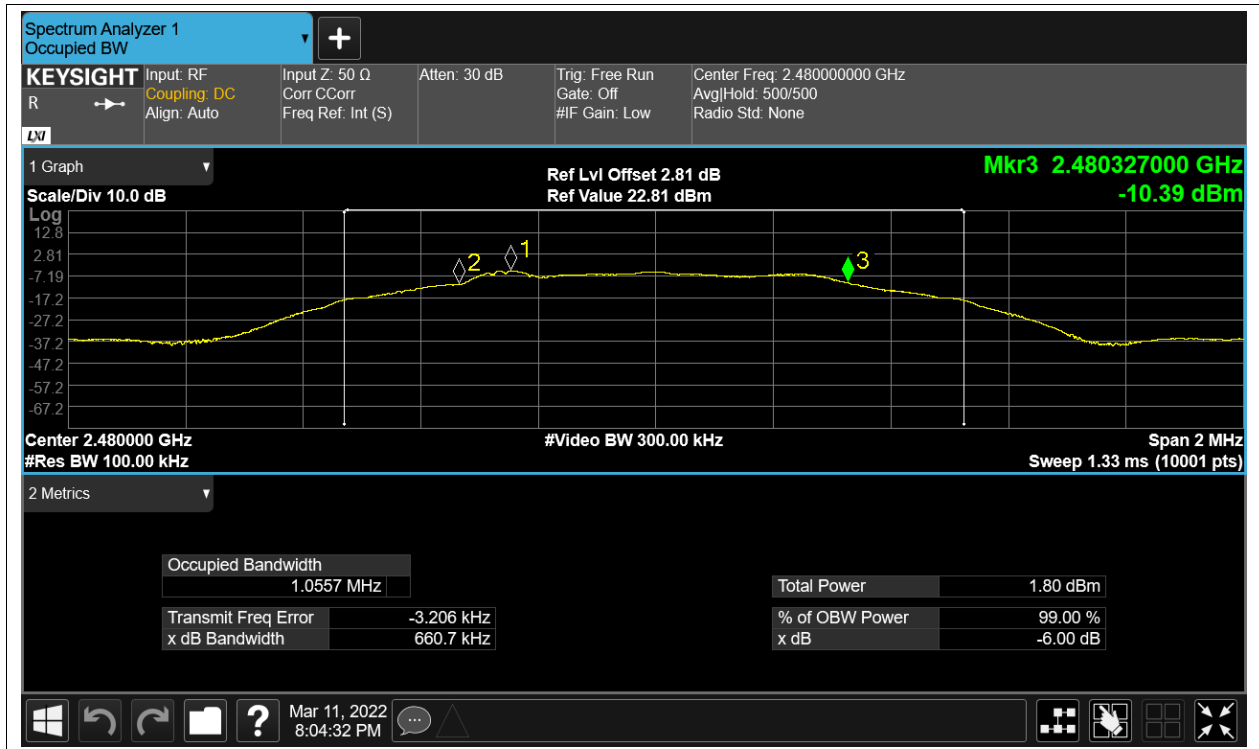 Spectrum Analyzer 1
Occupied BW
KEYSIGHT
R
LXI
Input: RF
Coupling: DC
Align: Auto
Input Z: 50 Ω
Corr CCorr
Freq Ref: Int (S)
Atten: 30 dB
Trig: Free Run
Gate: Off
#IF Gain: Low
Center Freq: 2.480000000 GHz
Avg|Hold: 500/500
Radio Std: None
1 Graph
Scale/Div 10.0 dB
Ref Lvl Offset 2.81 dB
Ref Value 22.81 dBm
Mkr3 2.480327000 GHz
-10.39 dBm
Log
12.8
2.81
-7.19
-17.2
-27.2
-37.2
-47.2
-57.2
-67.2
2
1
3
Center 2.480000 GHz
#Res BW 100.00 kHz
#Video BW 300.00 kHz
Span 2 MHz
Sweep 1.33 ms (10001 pts)
2 Metrics
Occupied Bandwidth
1.0557 MHz
Transmit Freq Error -3.206 kHz
x dB Bandwidth 660.7 kHz
Total Power 1.80 dBm
% of OBW Power 99.00 %
x dB -6.00 dB
?
Mar 11, 2022
8:04:32 PM